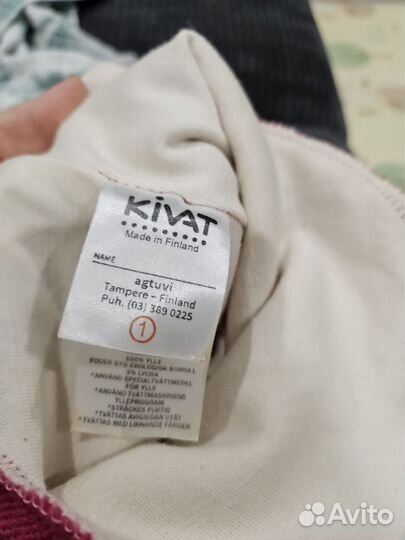 KIVAT
Made in Finland
NAME
agtuvi
Tampere - Finland
Puh. (03) 389 0225
1
100% YLLE
FODER 97% EKOLOGISK BOMULL
3% LYCRA
*ANVÄND SPECIALTVÄTTMEDEL
FÖR YLLE
*ANVÄND TVÄTTMASKINENS
YLLEPROGRAM
*STRÄCKES FUKTIG
*TVÄTTAS AVIGSIDAN UTÅT
*TVÄTTAS MED LIKNANDE FÄRGER
Avito